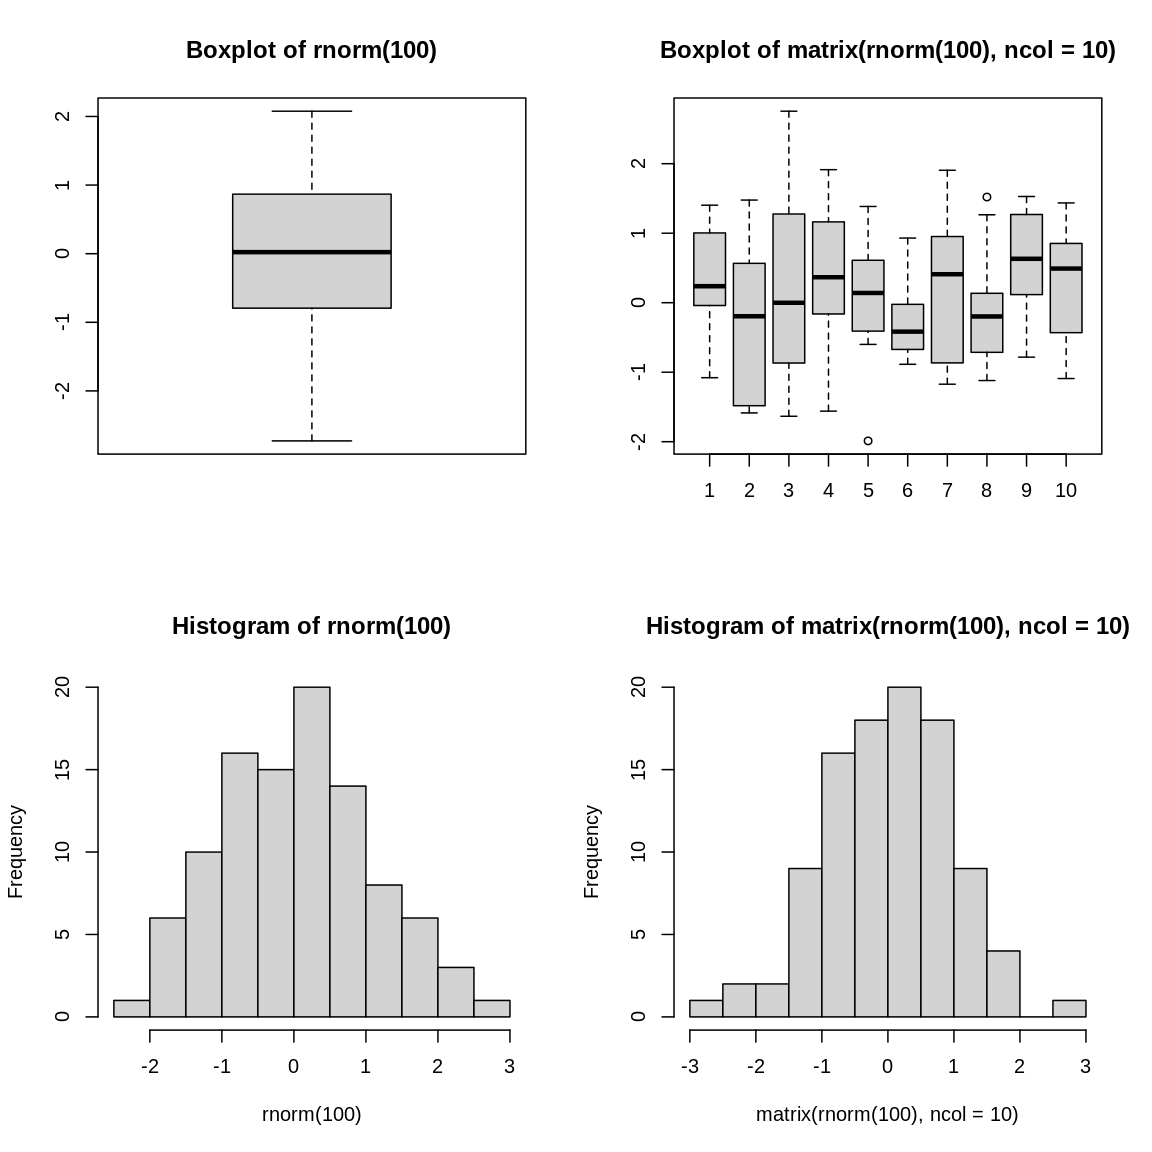 Boxplot of rnorm(100)
2
1
0
-1
-2
Boxplot of matrix(rnorm(100), ncol = 10)
2
1
0
-1
-2
1 2 3 4 5 6 7 8 9 10
Histogram of rnorm(100)
Frequency
20
15
10
5
0
-2 -1 0 1 2 3
rnorm(100)
Histogram of matrix(rnorm(100), ncol = 10)
Frequency
20
15
10
5
0
-3 -2 -1 0 1 2 3
matrix(rnorm(100), ncol = 10)